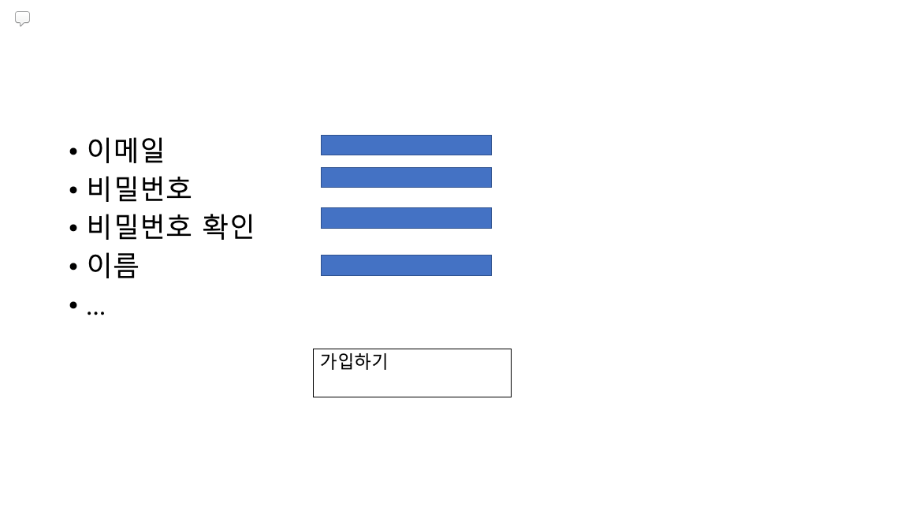 • 이메일
• 비밀번호
• 비밀번호 확인
• 이름
• …
가입하기